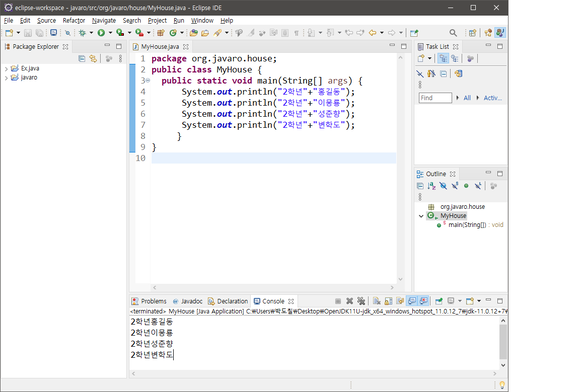 eclipse-workspace - javaro/src/org/javaro/house/MyHouse.java - Eclipse IDE
File Edit Source Refactor Navigate Search Project Run Window Help
Package Explorer
Ex.java
javaro
MyHouse.java
1 package org.javaro.house;
2 public class MyHouse {
3 public static void main(String[] args) {
4 System.out.println("2학년"+"홍길동");
5 System.out.println("2학년"+"이몽룡");
6 System.out.println("2학년"+"성준향");
7 System.out.println("2학년"+"변학도");
8 }
9 }
10
Task List
Find
All
Activ...
Outline
org.javaro.house
MyHouse
main(String[]) : void
Problems Javadoc Declaration Console
<terminated> MyHouse [Java Application] C:₩Users₩박도칠₩Desktop₩OpenJDK11U-jdk_x64_windows_hotspot_11.0.12_7₩jdk-11.0.12+7₩
2학년홍길동
2학년이몽룡
2학년성준향
2학년변학도